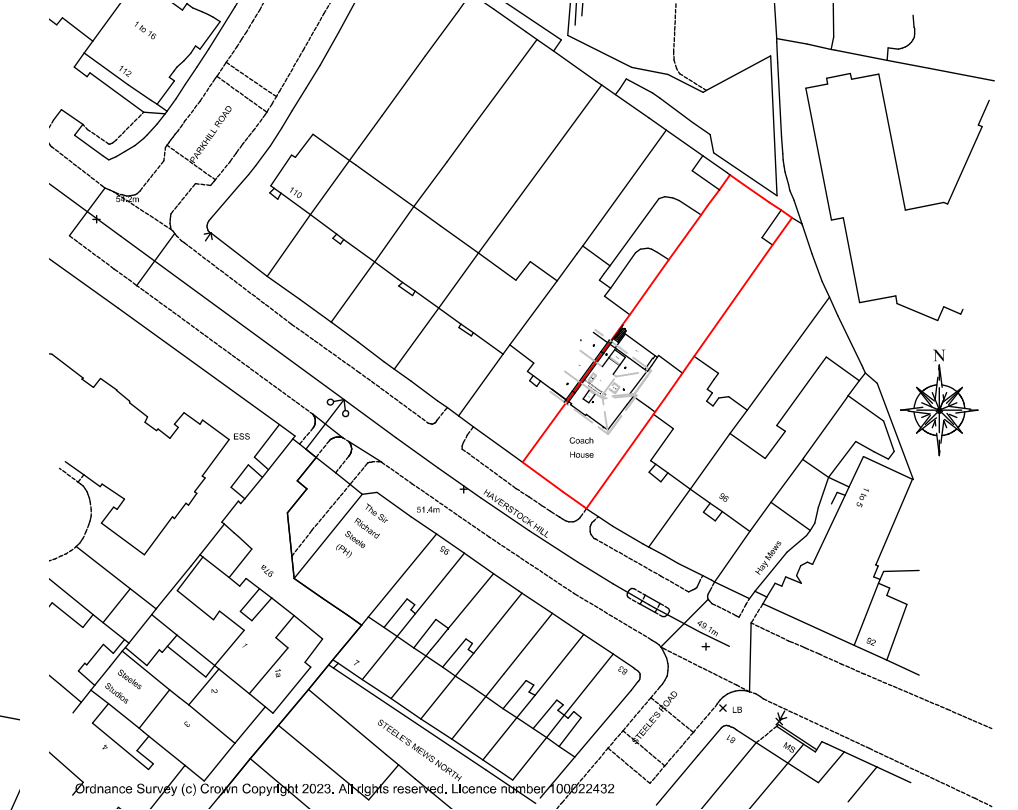 1 to 16
112
PARKHILL ROAD
54.2m
110
N
Coach
House
ESS
96
1 to 5
HAVERSTOCK HILL
51.4m
The Sir
Richard
Steele
(PH)
95
Hay Mews
97a
49.1m
92
1
1a
7
83
Steeles
Studios
2
3
4
STEELE'S ROAD
LB
81
MS
STEELE'S MEWS NORTH
Ordnance Survey (c) Crown Copyright 2023. All rights reserved. Licence number 100022432